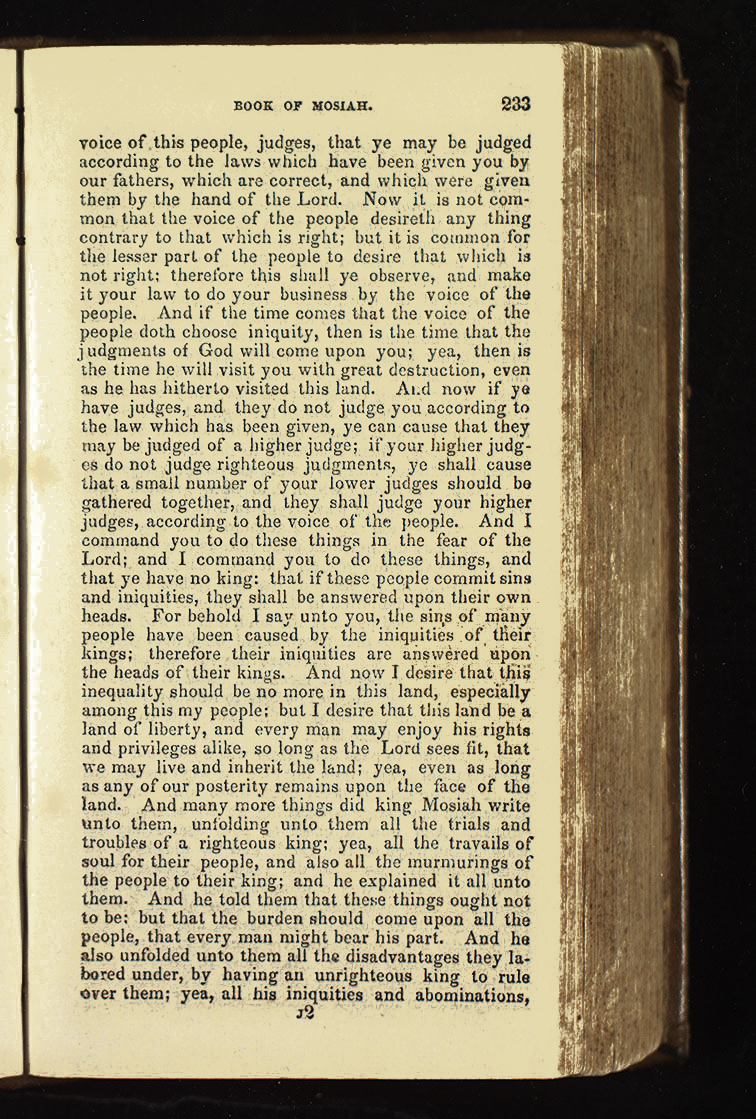 BOOK OF MOSIAH. 233
voice of this people, judges, that ye may be judged
according to the laws which have been given you by
our fathers, which are correct, and which were given
them by the hand of the Lord. Now it is not com-
mon that the voice of the people desireth any thing
contrary to that which is right; but it is common for
the lesser part of the people to desire that which is
not right; therefore this shall ye observe, and make
it your law to do your business by the voice of the
people. And if the time comes that the voice of the
people doth choose iniquity, then is the time that the
judgments of God will come upon you; yea, then is
the time he will visit you with great destruction, even
as he has hitherto visited this land. And now if ye
have judges, and they do not judge you according to
the law which has been given, ye can cause that they
may be judged of a higher judge; if your higher judg-
es do not judge righteous judgments, ye shall cause
that a small number of your lower judges should be
gathered together, and they shall judge your higher
judges, according to the voice of the people. And I
command you to do these things in the fear of the
Lord; and I command you to do these things, and
that ye have no king: that if these people commit sins
and iniquities, they shall be answered upon their own
heads. For behold I say unto you, the sins of many
people have been caused by the iniquities of their
kings; therefore their iniquities are answered upon
the heads of their kings. And now I desire that this
inequality should be no more in this land, especially
among this my people; but I desire that this land be a
land of liberty, and every man may enjoy his rights
and privileges alike, so long as the Lord sees fit, that
we may live and inherit the land; yea, even as long
as any of our posterity remains upon the face of the
land. And many more things did king Mosiah write
unto them, unfolding unto them all the trials and
troubles of a righteous king; yea, all the travails of
soul for their people, and also all the murmurings of
the people to their king; and he explained it all unto
them. And he told them that these things ought not
to be: but that the burden should come upon all the
people, that every man might bear his part. And he
also unfolded unto them all the disadvantages they la-
bored under, by having an unrighteous king to rule
over them; yea, all his iniquities and abominations,
J2